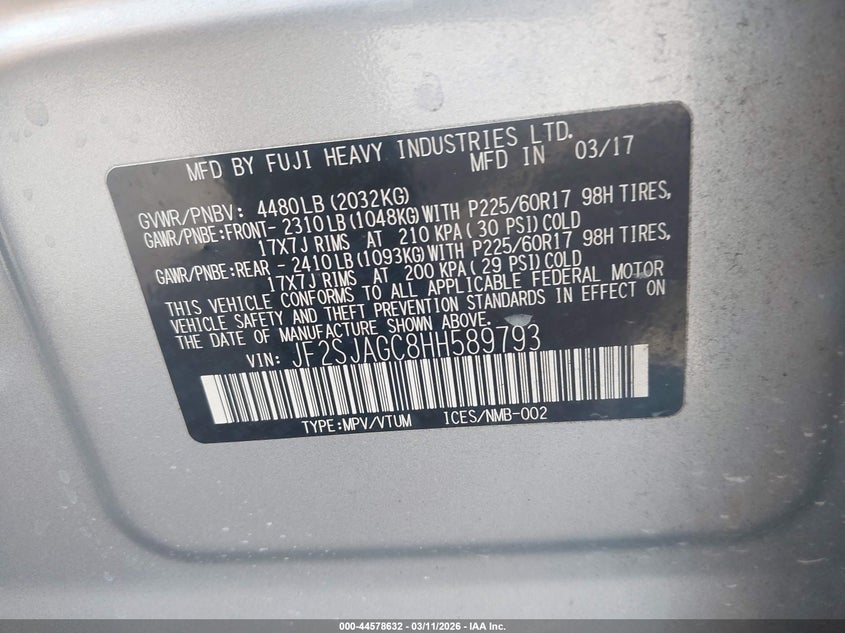 MFD BY FUJI HEAVY INDUSTRIES LTD.
MFD IN 03/17
GVWR/PNBV: 4480LB (2032KG)
GAWR/PNBE:FRONT- 2310LB (1048KG) WITH P225/60R17 98H TIRES,
17X7J RIMS AT 210 KPA ( 30 PSI) COLD
GAWR/PNBE:REAR - 2410LB (1093KG) WITH P225/60R17 98H TIRES,
17X7J RIMS AT 200 KPA ( 29 PSI) COLD
THIS VEHICLE CONFORMS TO ALL APPLICABLE FEDERAL MOTOR
VEHICLE SAFETY AND THEFT PREVENTION STANDARDS IN EFFECT ON
THE DATE OF MANUFACTURE SHOWN ABOVE.
VIN: JF2SJAGC8HH589793
TYPE:MPV/VTUM ICES/NMB-002
000-44578632 - 03/11/2026 - IAA Inc.